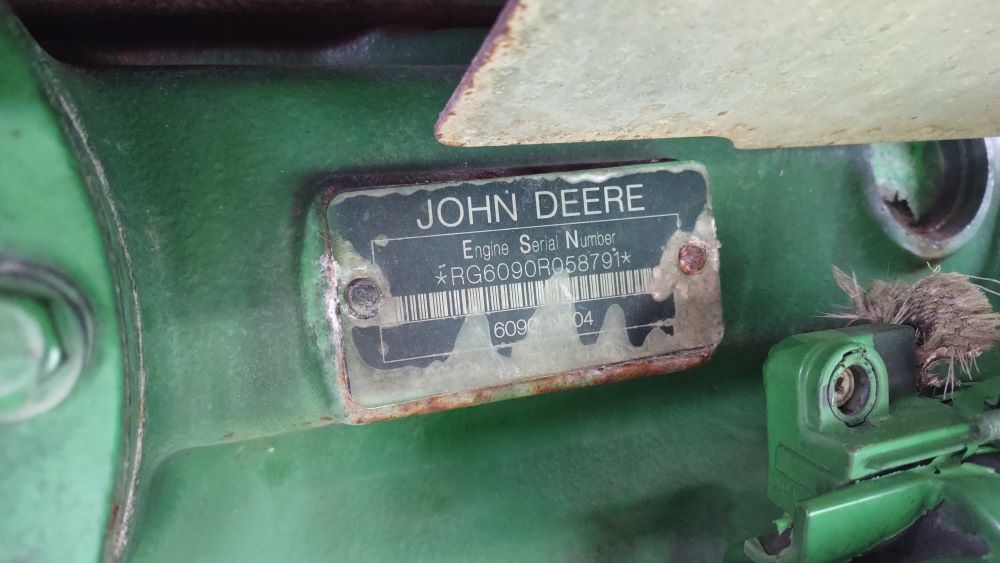 JOHN DEERE
Engine Serial Number
*RG6090R058791*